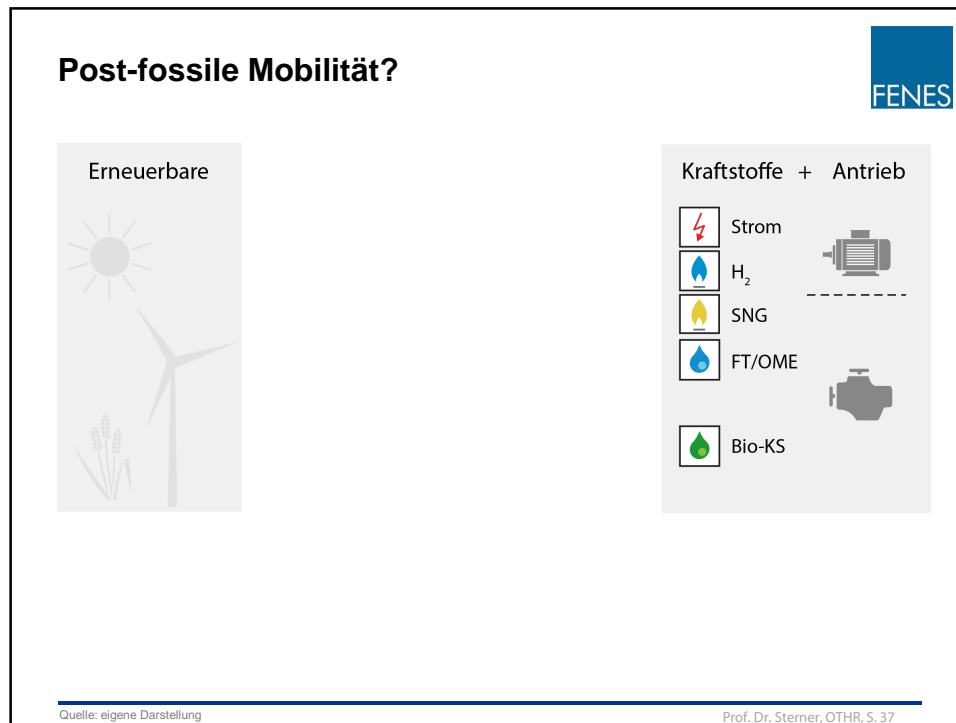 Post-fossile Mobilität?
FENES
Erneuerbare
Kraftstoffe + Antrieb
Strom
H₂
SNG
FT/OME
Bio-KS
Quelle: eigene Darstellung
Prof. Dr. Sterner, OTHR, S. 37